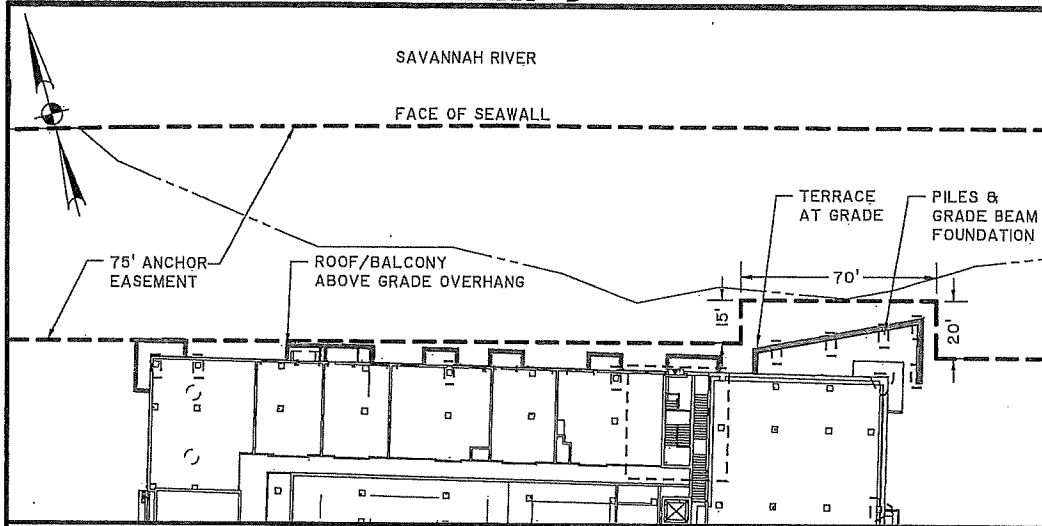 SAVANNAH RIVER
FACE OF SEAWALL
TERRACE
AT GRADE
PILES &
GRADE BEAM
FOUNDATION
75' ANCHOR
EASEMENT
ROOF/BALCONY
ABOVE GRADE OVERHANG
70'
15'
20'